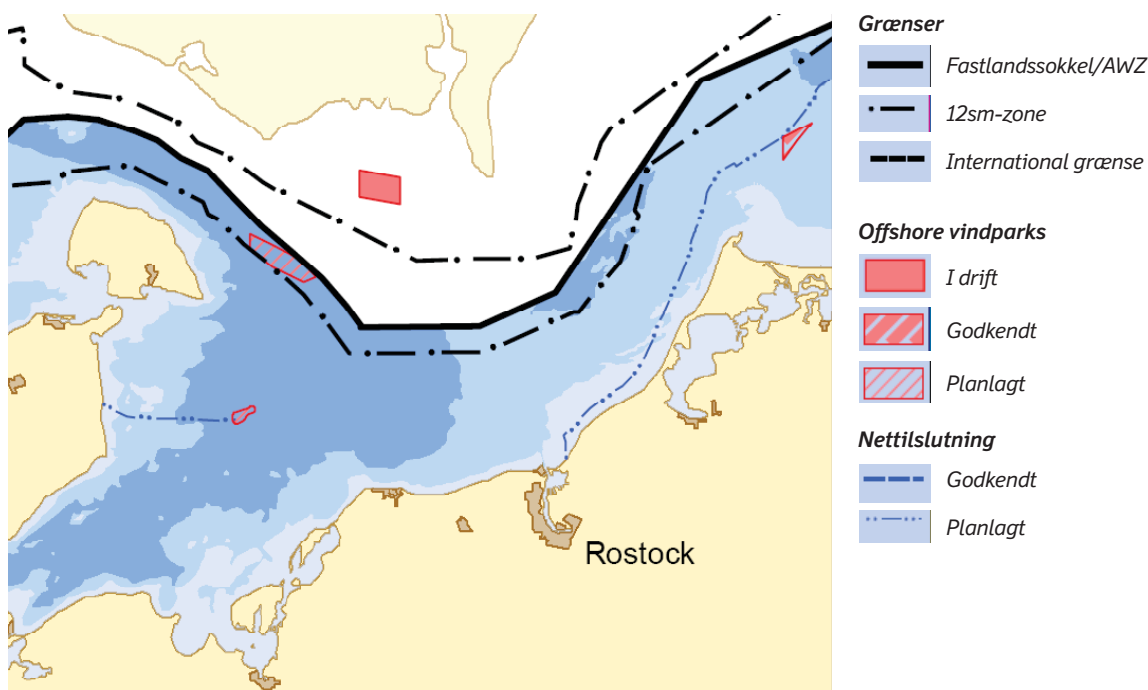 Grænser
Fastlandssokkel/AWZ
12sm-zone
International grænse
Offshore vindparks
I drift
Godkendt
Planlagt
Nettilslutning
Godkendt
Planlagt
Rostock